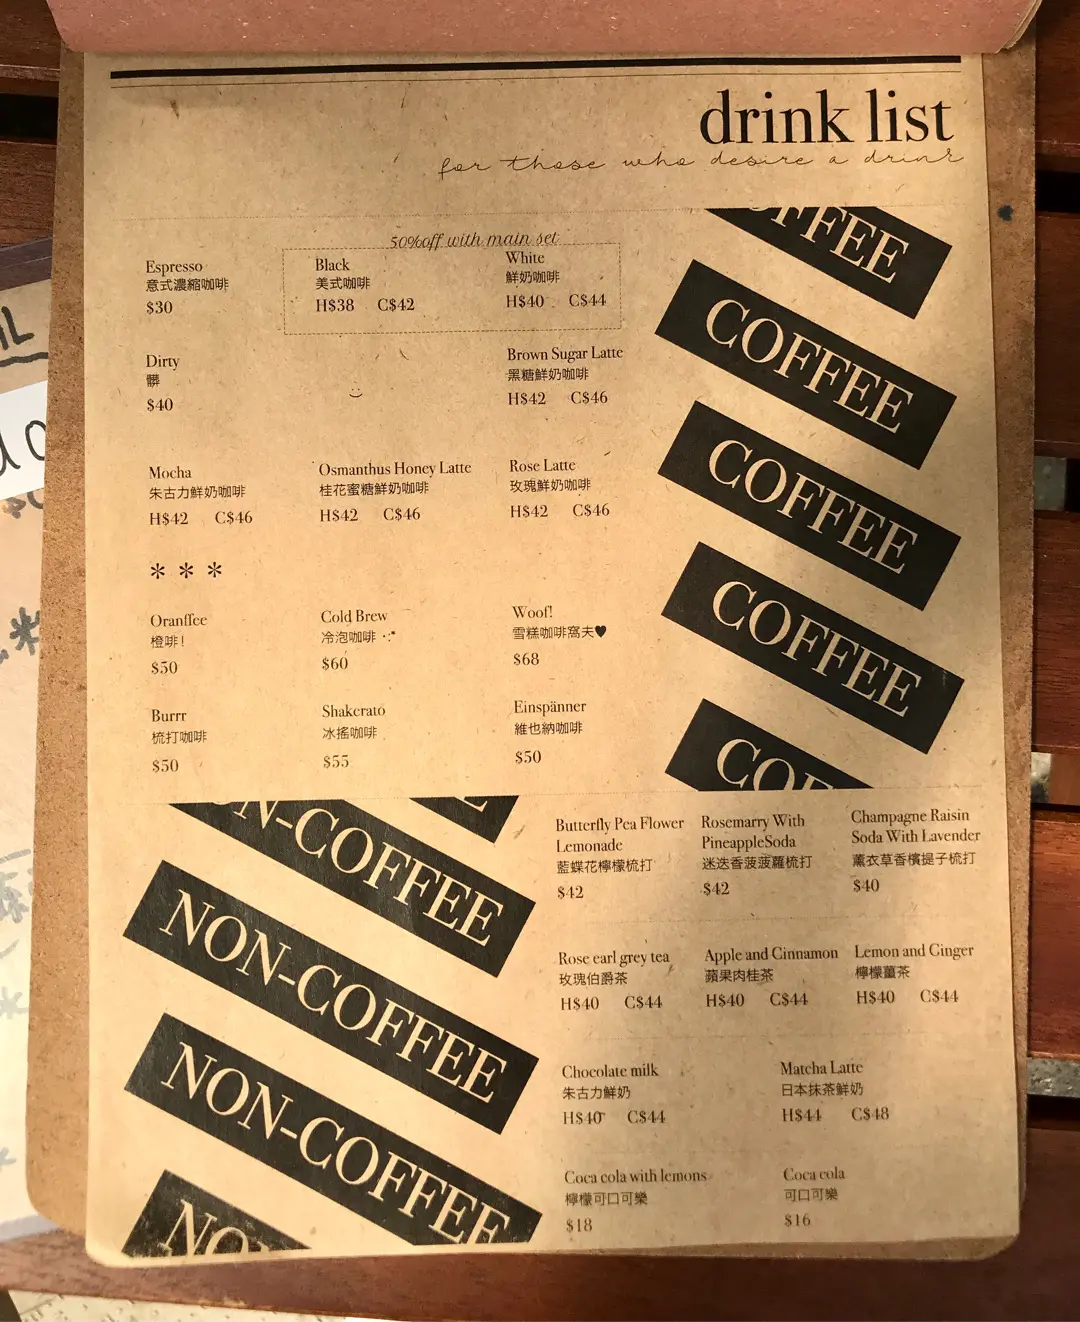 drink list
for those who desire a drink
50%off with main set
Espresso
意式濃縮咖啡
$30
Black
美式咖啡
H$38 C$42
White
鮮奶咖啡
H$40 C$44
Dirty
髒
$40
Brown Sugar Latte
黑糖鮮奶咖啡
H$42 C$46
Mocha
朱古力鮮奶咖啡
H$42 C$46
Osmanthus Honey Latte
桂花蜜糖鮮奶咖啡
H$42 C$46
Rose Latte
玫瑰鮮奶咖啡
H$42 C$46
***
Oranffee
橙啡!
$50
Cold Brew
冷泡咖啡
$60
Woof!
雪糕咖啡窩夫♥
$68
Burrr
梳打咖啡
$50
Shakerato
冰搖咖啡
$55
Einspänner
維也納咖啡
$50
COFFEE
COFFEE
COFFEE
COFFEE
COFFEE
NON-COFFEE
NON-COFFEE
NON-COFFEE
NON-COFFEE
Butterfly Pea Flower
Lemonade
藍蝶花檸檬梳打
$42
Rosemarry With
PineappleSoda
迷迭香菠菠蘿梳打
$42
Champagne Raisin
Soda With Lavender
薰衣草香檳提子梳打
$40
Rose earl grey tea
玫瑰伯爵茶
H$40 C$44
Apple and Cinnamon
蘋果肉桂茶
H$40 C$44
Lemon and Ginger
檸檬薑茶
H$40 C$44
Chocolate milk
朱古力鮮奶
H$40 C$44
Matcha Latte
日本抹茶鮮奶
H$44 C$48
Coca cola with lemons
檸檬可口可樂
$18
Coca cola
可口可樂
$16